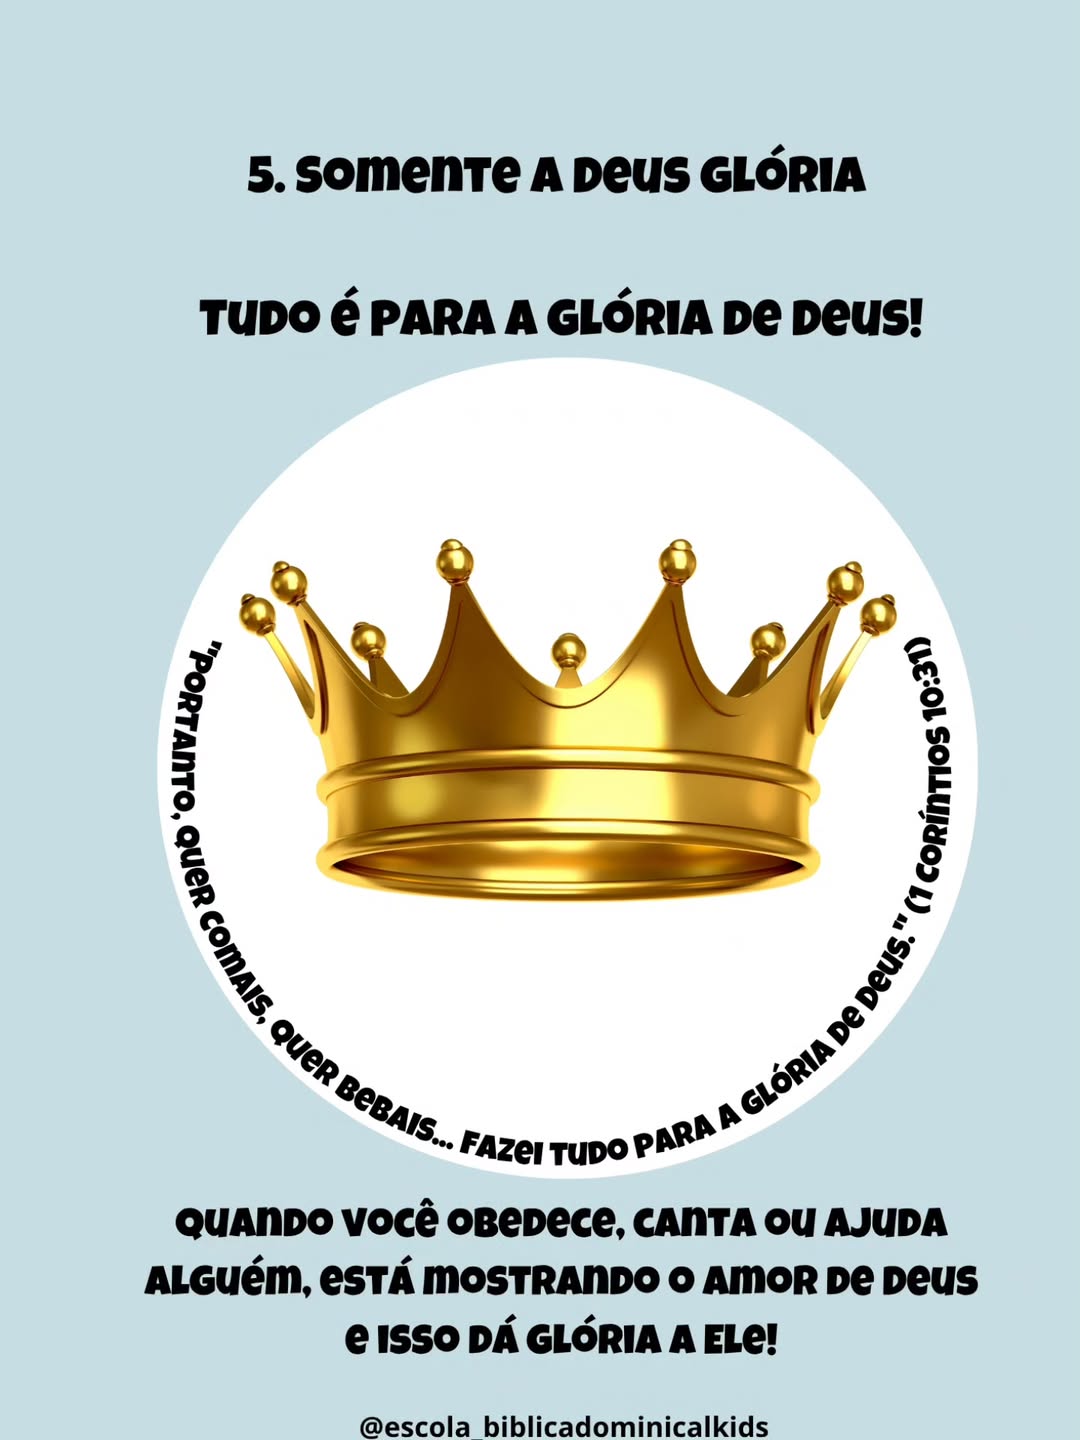 5. Somente a Deus Glória
Tudo é para a glória de Deus!
"Portanto, quer comais, quer bebais... fazei tudo para a glória de Deus." (1 Coríntios 10:31)
Quando você obedece, canta ou ajuda
alguém, está mostrando o amor de Deus
e isso dá glória a Ele!
@escola_biblicadominicalkids